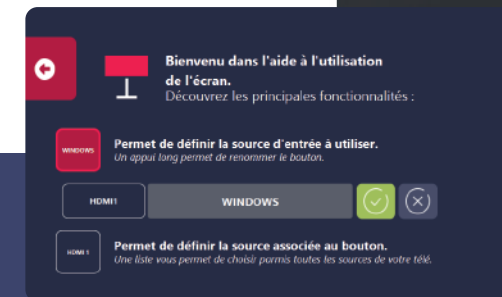 Bienvenu dans l'aide à l'utilisation
de l'écran.
Découvrez les principales fonctionnalités :
WINDOWS
Permet de définir la source d'entrée à utiliser.
Un appui long permet de renommer le bouton.
HDMI1 WINDOWS
HDMI 1
Permet de définir la source associée au bouton.
Une liste vous permet de choisir parmis toutes les sources de votre télé.